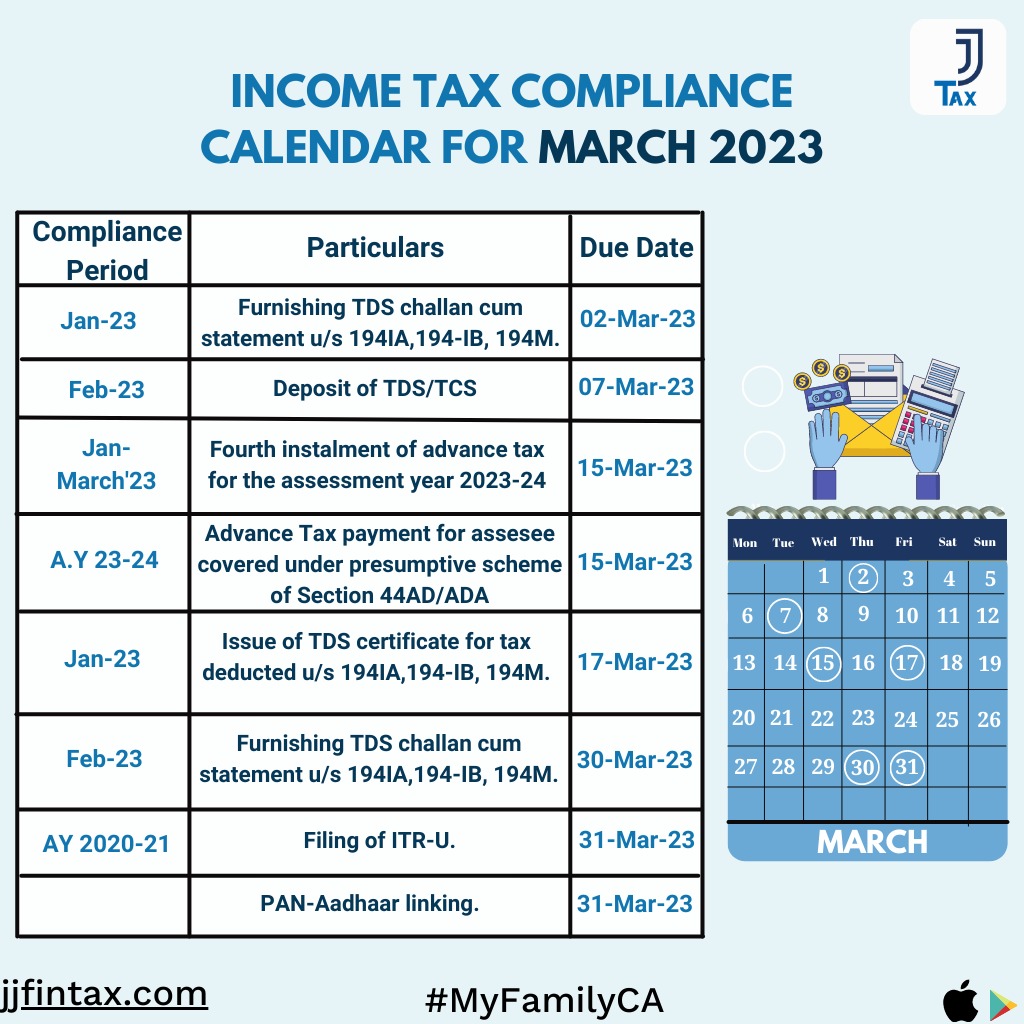 JJ
TAX
INCOME TAX COMPLIANCE
CALENDAR FOR MARCH 2023
Compliance
Period
Particulars
Due Date
Jan-23
Furnishing TDS challan cum
statement u/s 194IA,194-IB, 194M.
02-Mar-23
Feb-23
Deposit of TDS/TCS
07-Mar-23
Jan-
March'23
Fourth instalment of advance tax
for the assessment year 2023-24
15-Mar-23
A.Y 23-24
Advance Tax payment for assesee
covered under presumptive scheme
of Section 44AD/ADA
15-Mar-23
Jan-23
Issue of TDS certificate for tax
deducted u/s 194IA,194-IB, 194M.
17-Mar-23
Feb-23
Furnishing TDS challan cum
statement u/s 194IA,194-IB, 194M.
30-Mar-23
AY 2020-21
Filing of ITR-U.
31-Mar-23
PAN-Aadhaar linking.
31-Mar-23
$ $ $
Mon Tue Wed Thu Fri Sat Sun
1 2 3 4 5
6 7 8 9 10 11 12
13 14 15 16 17 18 19
20 21 22 23 24 25 26
27 28 29 30 31
MARCH
jjfintax.com
#MyFamilyCA